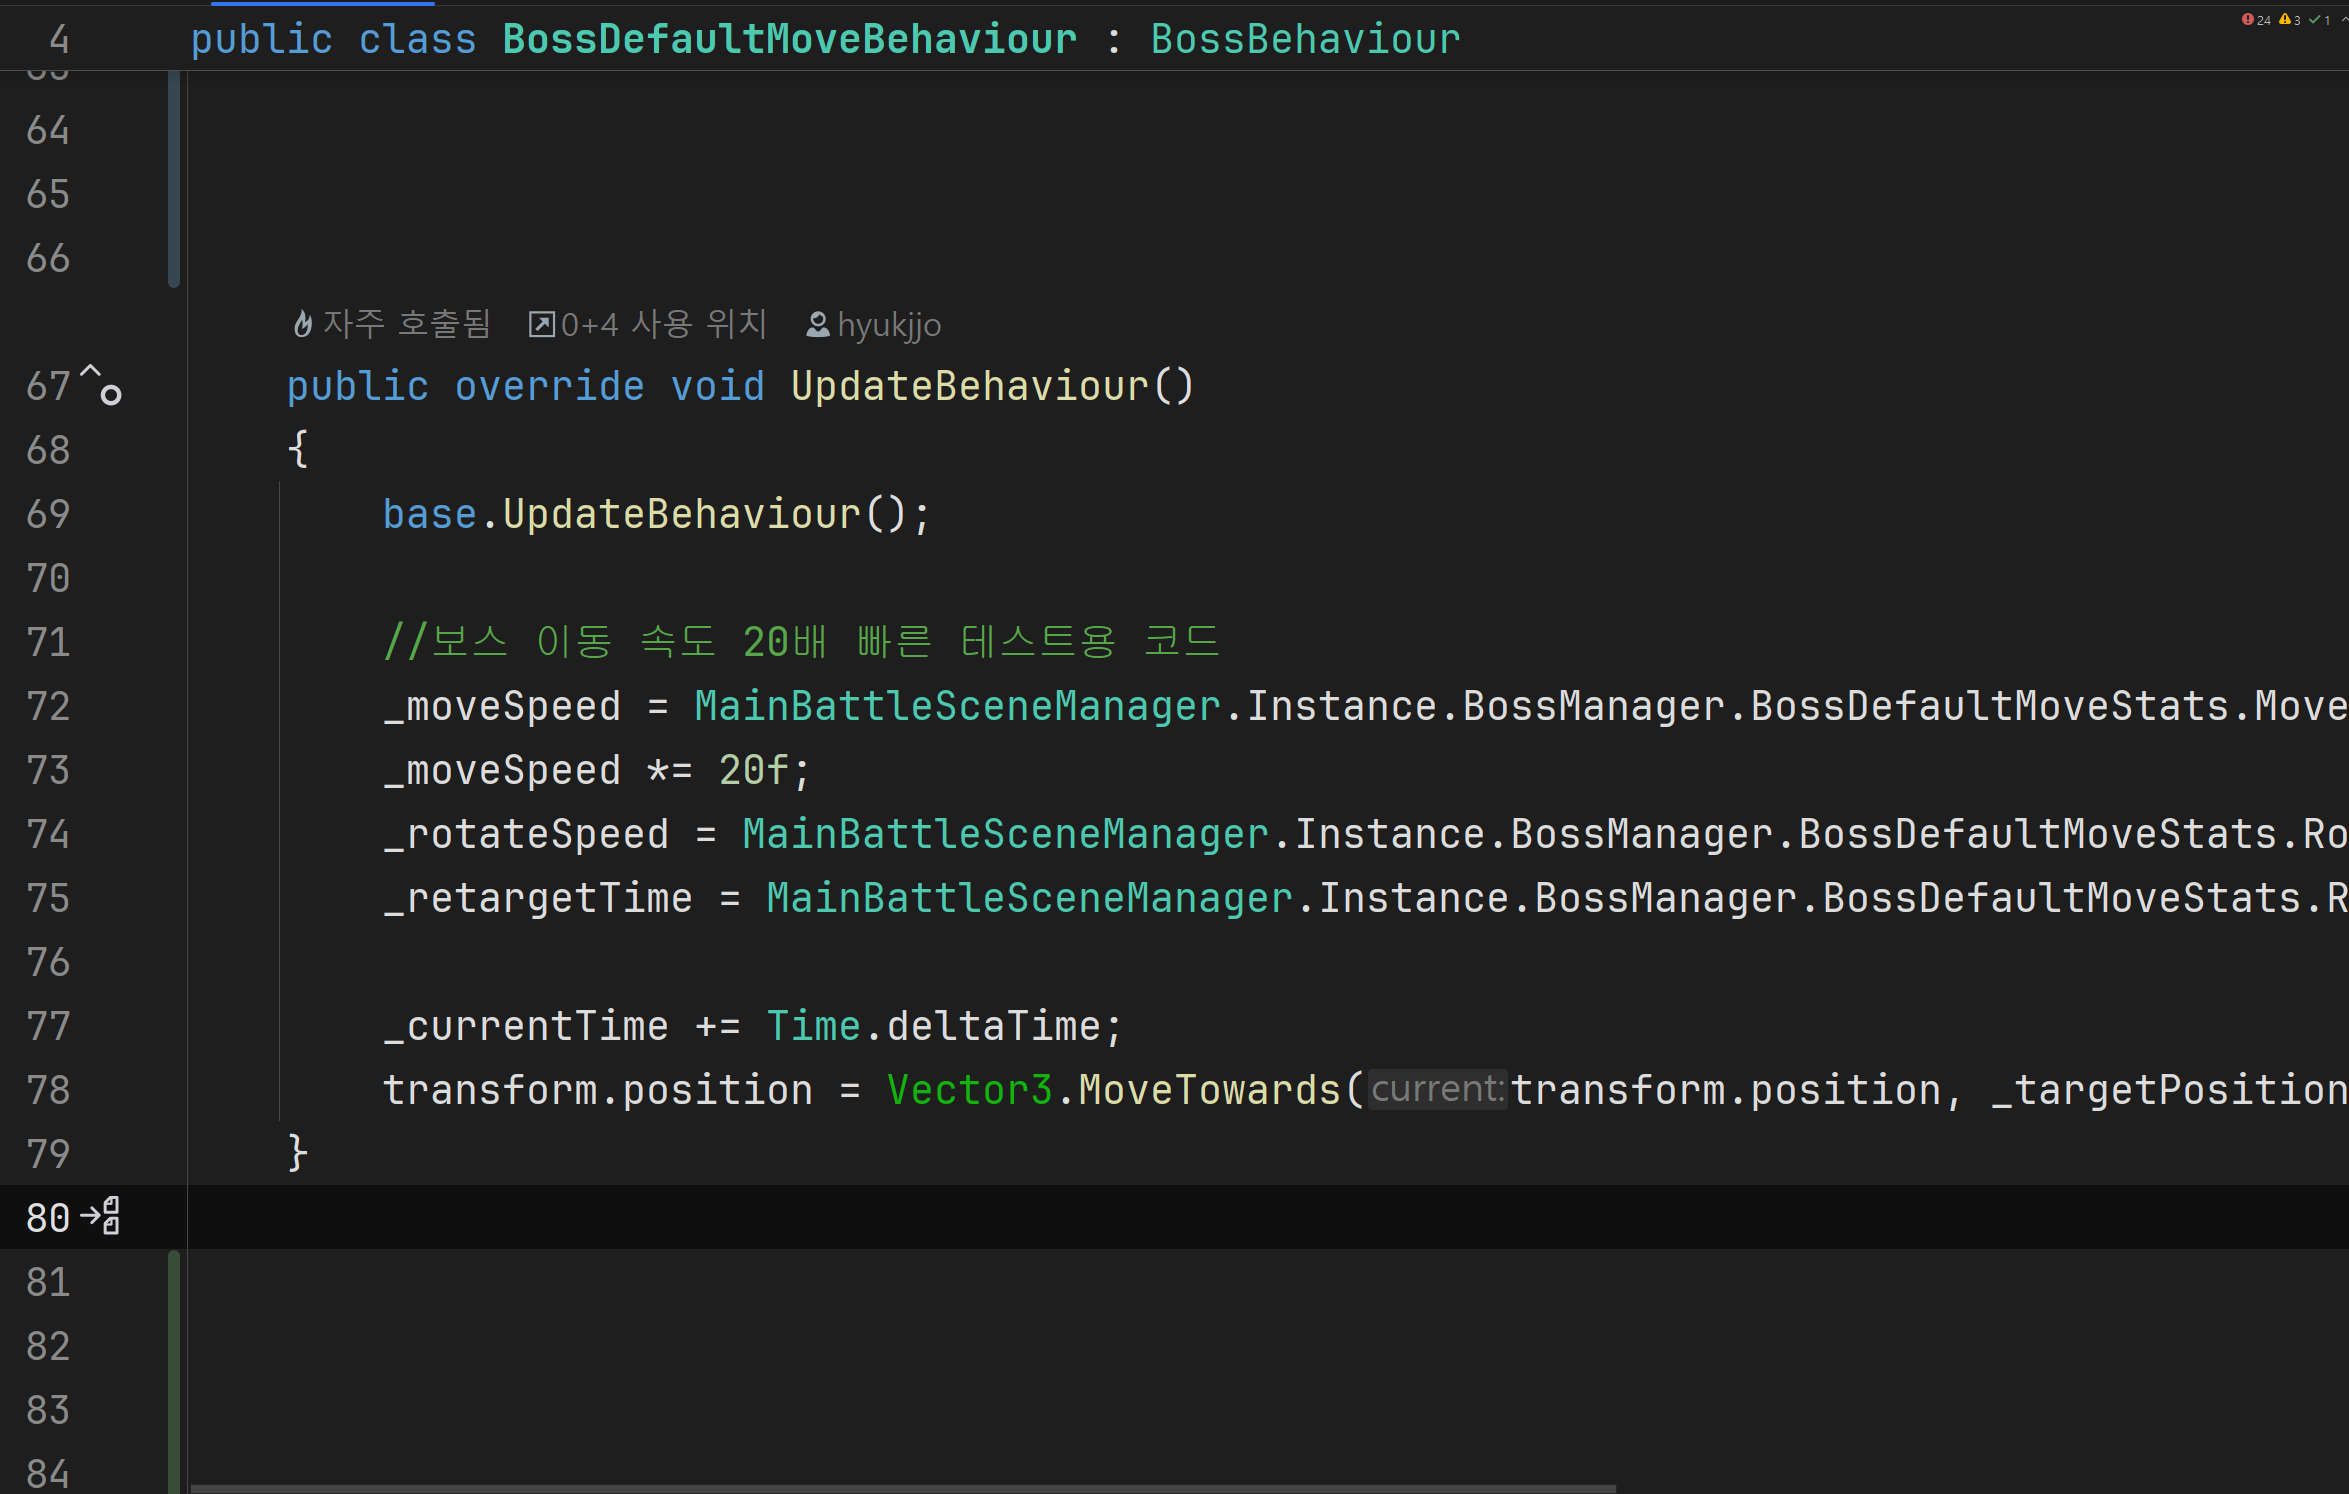 4 public class BossDefaultMoveBehaviour : BossBehaviour
24 3 1
64
65
66
자주 호출됨 0+4 사용 위치 hyukjjo
67 public override void UpdateBehaviour()
68 {
69 base.UpdateBehaviour();
70
71 //보스 이동 속도 20배 빠른 테스트용 코드
72 _moveSpeed = MainBattleSceneManager.Instance.BossManager.BossDefaultMoveStats.Move
73 _moveSpeed *= 20f;
74 _rotateSpeed = MainBattleSceneManager.Instance.BossManager.BossDefaultMoveStats.Ro
75 _retargetTime = MainBattleSceneManager.Instance.BossManager.BossDefaultMoveStats.R
76
77 _currentTime += Time.deltaTime;
78 transform.position = Vector3.MoveTowards(current:transform.position, _targetPosition
79 }
80
81
82
83
84